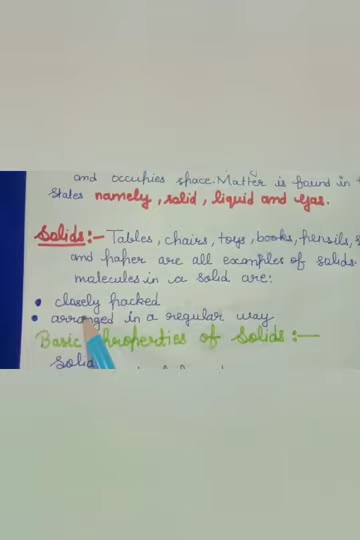 and occupies space. Matter is found in
States namely, solid, liquid and gas.
Solids:- Tables, chairs, toys, books, pencils,
and paper are all examples of solids.
molecules in a solid are:
• closely packed
• arranged in a regular way.
Basic Properties of Solids:-
Solid